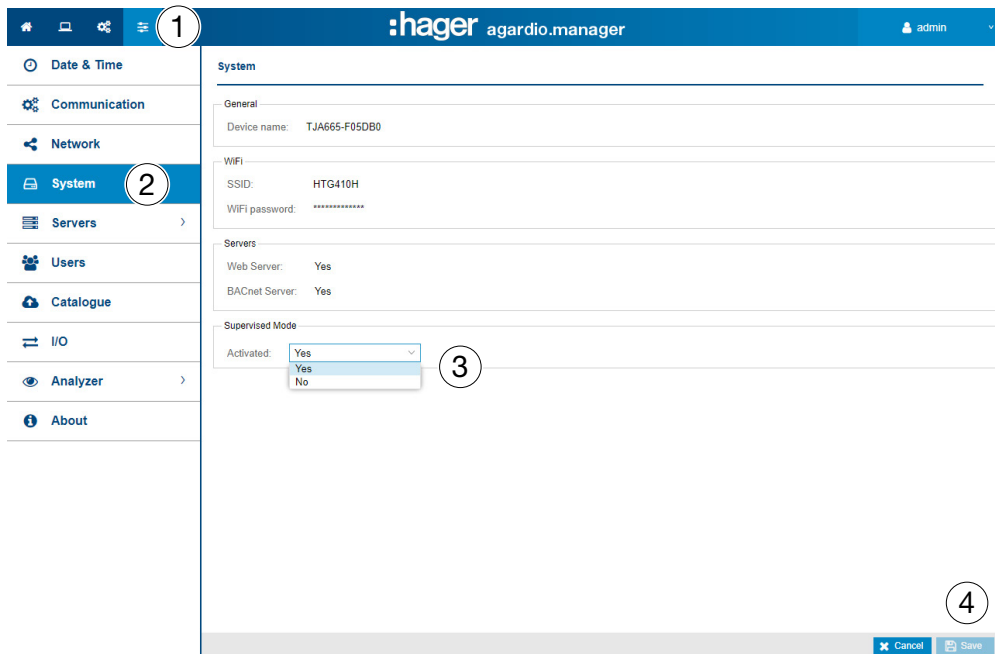 1
:hager agardio.manager
admin
Date & Time
Communication
Network
System
2
Servers
Users
Catalogue
I/O
Analyzer
About
System
General
Device name: TJA665-F05DB0
WiFi
SSID: HTG410H
WiFi password: *************
Servers
Web Server: Yes
BACnet Server: Yes
Supervised Mode
Activated: Yes
Yes
No
3
4
Cancel
Save